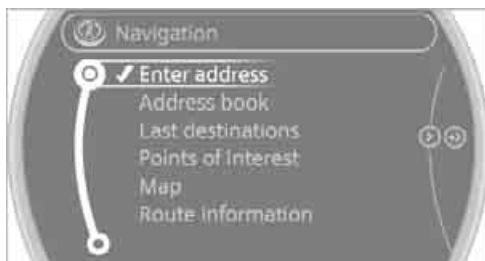 Navigation
Enter address
Address book
Last destinations
Points of Interest
Map
Route information